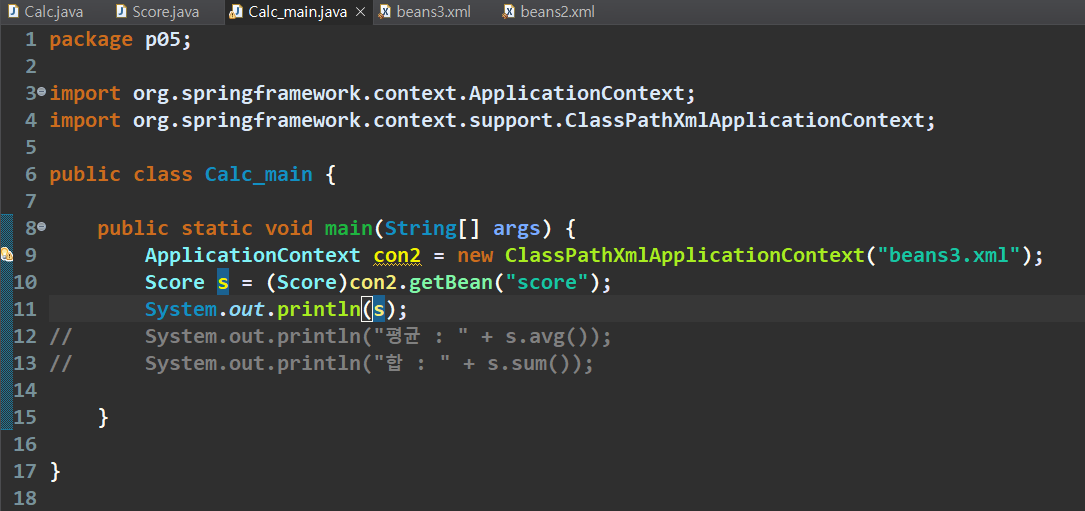 Calc.java Score.java Calc_main.java beans3.xml beans2.xml
1 package p05;
2
3 import org.springframework.context.ApplicationContext;
4 import org.springframework.context.support.ClassPathXmlApplicationContext;
5
6 public class Calc_main {
7
8 public static void main(String[] args) {
9 ApplicationContext con2 = new ClassPathXmlApplicationContext("beans3.xml");
10 Score s = (Score)con2.getBean("score");
11 System.out.println(s);
12 // System.out.println("평균 : " + s.avg());
13 // System.out.println("합 : " + s.sum());
14
15 }
16
17 }
18